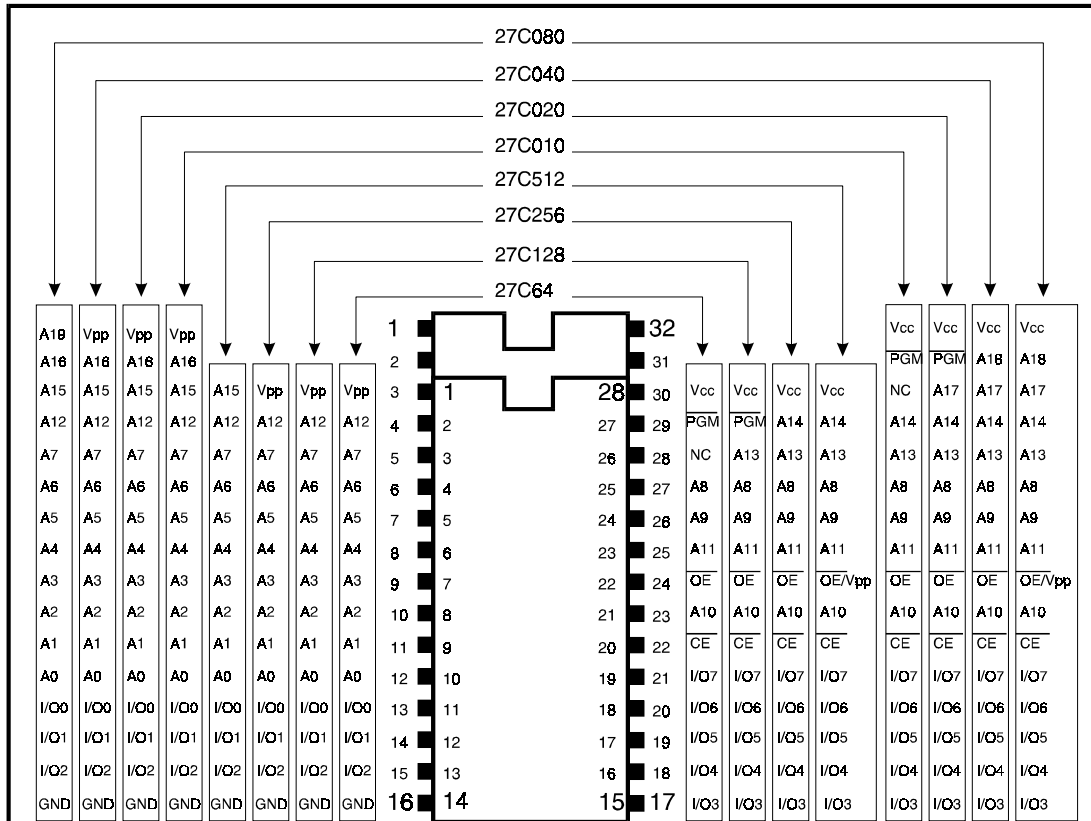 27C080
27C040
27C020
27C010
27C512
27C256
27C128
27C64
A19 Vpp Vpp Vpp 1 32 Vcc Vcc Vcc Vcc
A16 A16 A16 A16 2 31 PGM PGM A18 A18
A15 A15 A15 A15 A15 Vpp Vpp Vpp 3 1 28 30 Vcc Vcc Vcc Vcc NC A17 A17 A17
A12 A12 A12 A12 A12 A12 A12 A12 4 2 27 29 PGM PGM A14 A14 A14 A14 A14 A14
A7 A7 A7 A7 A7 A7 A7 A7 5 3 26 28 NC A13 A13 A13 A13 A13 A13 A13
A6 A6 A6 A6 A6 A6 A6 A6 6 4 25 27 A8 A8 A8 A8 A8 A8 A8 A8
A5 A5 A5 A5 A5 A5 A5 A5 7 5 24 26 A9 A9 A9 A9 A9 A9 A9 A9
A4 A4 A4 A4 A4 A4 A4 A4 8 6 23 25 A11 A11 A11 A11 A11 A11 A11 A11
A3 A3 A3 A3 A3 A3 A3 A3 9 7 22 24 OE OE OE OE/Vpp OE OE OE OE/Vpp
A2 A2 A2 A2 A2 A2 A2 A2 10 8 21 23 A10 A10 A10 A10 A10 A10 A10 A10
A1 A1 A1 A1 A1 A1 A1 A1 11 9 20 22 CE CE CE CE CE CE CE CE
A0 A0 A0 A0 A0 A0 A0 A0 12 10 19 21 I/O7 I/O7 I/O7 I/O7 I/O7 I/O7 I/O7 I/O7
I/O0 I/O0 I/O0 I/O0 I/O0 I/O0 I/O0 I/O0 13 11 18 20 I/O6 I/O6 I/O6 I/O6 I/O6 I/O6 I/O6 I/O6
I/O1 I/O1 I/O1 I/O1 I/O1 I/O1 I/O1 I/O1 14 12 17 19 I/O5 I/O5 I/O5 I/O5 I/O5 I/O5 I/O5 I/O5
I/O2 I/O2 I/O2 I/O2 I/O2 I/O2 I/O2 I/O2 15 13 16 18 I/O4 I/O4 I/O4 I/O4 I/O4 I/O4 I/O4 I/O4
GND GND GND GND GND GND GND GND 16 14 15 17 I/O3 I/O3 I/O3 I/O3 I/O3 I/O3 I/O3 I/O3